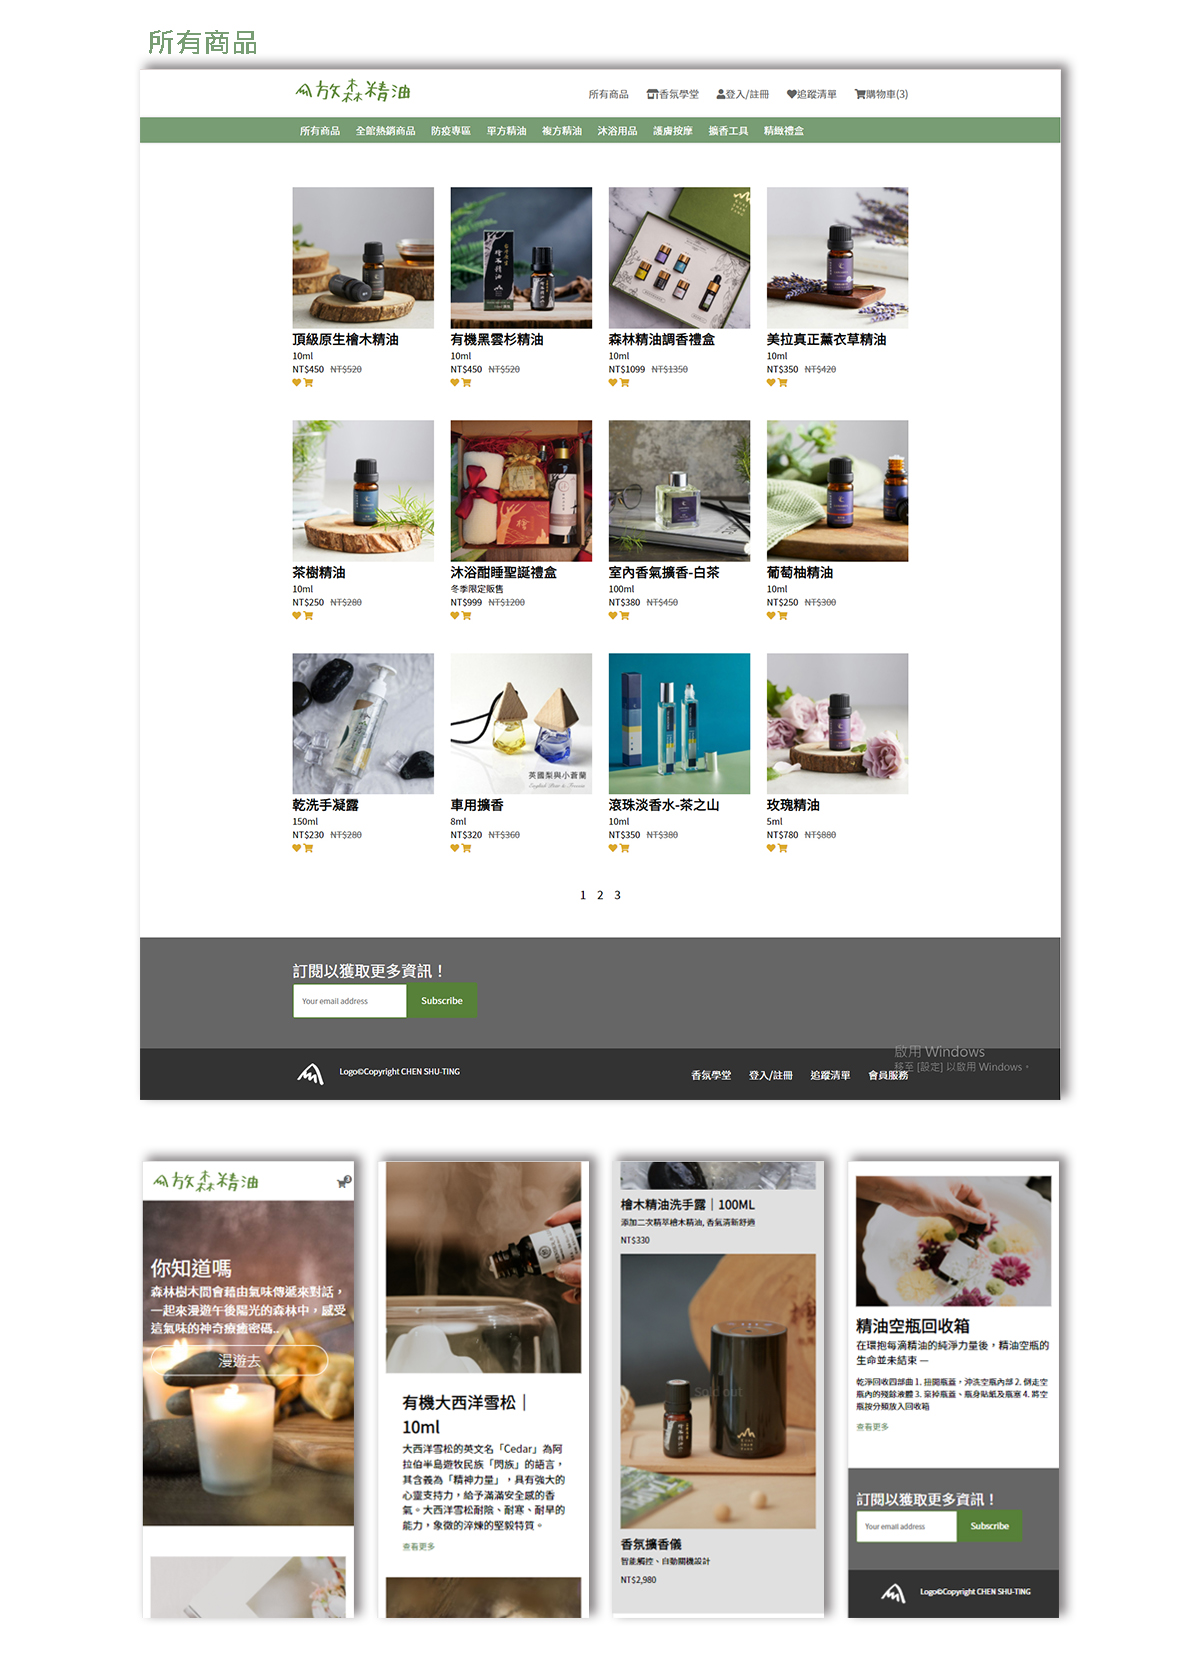 所有商品
放森精油
所有商品 香氛學堂 登入/註冊 追蹤清單 購物車(3)
所有商品 全館熱銷商品 防疫專區 單方精油 複方精油 沐浴用品 護膚按摩 擴香工具 精緻禮盒
頂級原生檜木精油
10ml
NT$450 NT$520
有機黑雲杉精油
10ml
NT$450 NT$520
森林精油調香禮盒
10ml
NT$1099 NT$1350
美拉真正薰衣草精油
10ml
NT$350 NT$420
茶樹精油
10ml
NT$250 NT$280
沐浴酣睡聖誕禮盒
冬季限定販售
NT$999 NT$1200
室內香氣擴香-白茶
100ml
NT$380 NT$450
葡萄柚精油
10ml
NT$250 NT$300
英國梨與小蒼蘭
乾洗手凝露
150ml
NT$230 NT$280
車用擴香
8ml
NT$320 NT$360
滾珠淡香水-茶之山
10ml
NT$350 NT$380
玫瑰精油
5ml
NT$780 NT$880
1 2 3
訂閱以獲取更多資訊！
Your email address Subscribe
啟用 Windows
移至 [設定] 以啟用 Windows。
Logo©Copyright CHEN SHU-TING
香氛學堂 登入/註冊 追蹤清單 會員服務
放森精油
你知道嗎
森林樹木間會藉由氣味傳遞來對話，
一起來漫遊午後陽光的森林中，感受
這氣味的神奇療癒密碼..
漫遊去
有機大西洋雪松｜
10ml
大西洋雪松的英文名「Cedar」為阿
拉伯半島遊牧民族「閃族」的語言，
其含義為「精神力量」，具有強大的
心靈支持力，給予滿滿安全感的香
氣。大西洋雪松耐陰、耐寒、耐旱的
能力，象徵的淬煉的堅毅特質。
查看更多
檜木精油洗手露｜100ML
添加二次精萃檜木精油, 香氣清新舒適
NT$330
Sold out
香氛擴香儀
智能觸控、自動關機設計
NT$2,980
精油空瓶回收箱
在環抱每滴精油的純淨力量後，精油空瓶的
生命並未結束 —
乾淨回收四部曲 1. 扭開瓶蓋，沖洗空瓶內部 2. 倒走空
瓶內的殘餘液體 3. 拿掉瓶蓋、瓶身貼紙及瓶塞 4. 將空
瓶按分類放入回收箱
查看更多
訂閱以獲取更多資訊！
Your email address Subscribe
Logo©Copyright CHEN SHU-TING